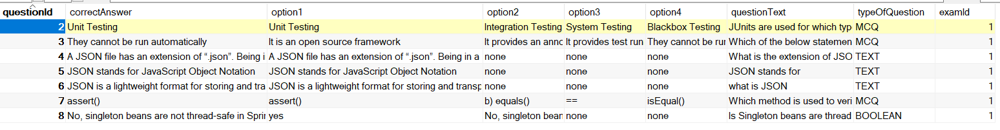 questionId correctAnswer option1 option2 option3 option4 questionText typeOfQuestion examId
2 Unit Testing Unit Testing Integration Testing System Testing Blackbox Testing JUnits are used for which typ MCQ 1
3 They cannot be run automatically It is an open source framework It provides an anno It provides test run They cannot be rur Which of the below statemen MCQ 1
4 A JSON file has an extension of “.json”. Being i A JSON file has an extension of “.json”. Being in a none none none What is the extension of JSO TEXT 1
5 JSON stands for JavaScript Object Notation JSON stands for JavaScript Object Notation none none none JSON stands for TEXT 1
6 JSON is a lightweight format for storing and tra JSON is a lightweight format for storing and transp none none none what is JSON TEXT 1
7 assert() assert() b) equals() == isEqual() Which method is used to veri MCQ 1
8 No, singleton beans are not thread-safe in Spri yes No, singleton bean none none Is Singleton beans are thread BOOLEAN 1